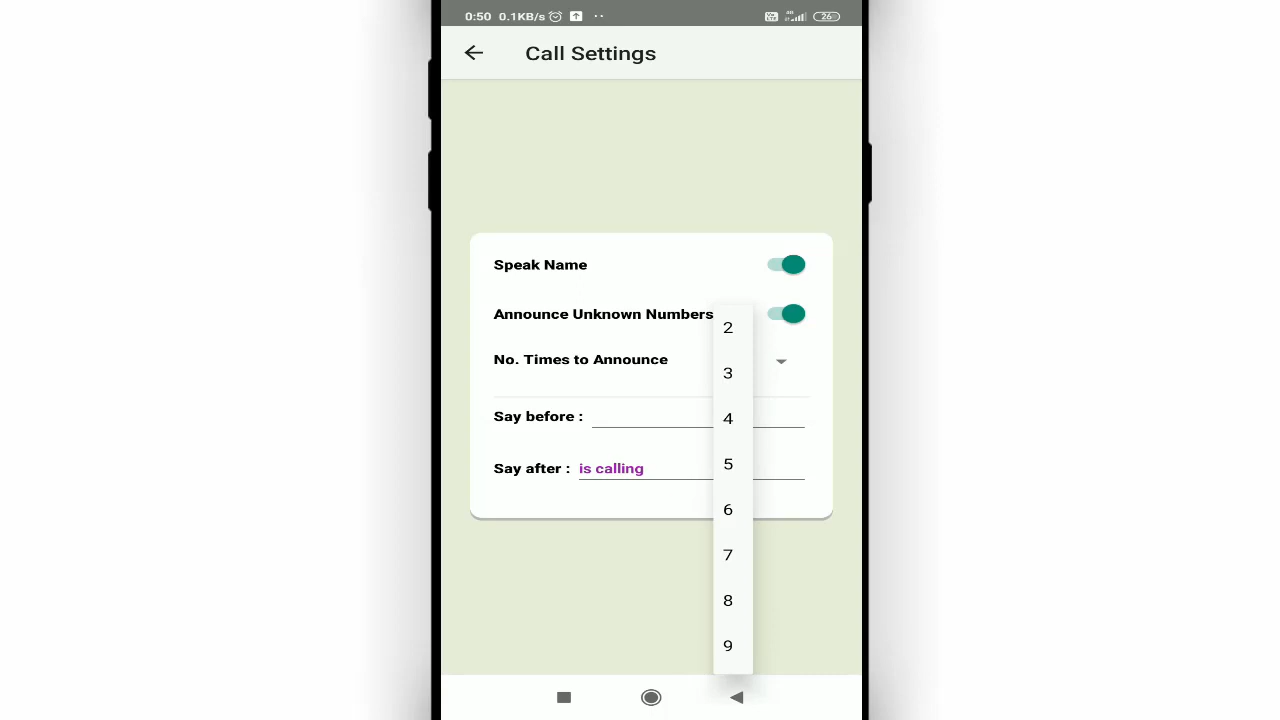 0:50 0.1KB/s 26
Call Settings
Speak Name
Announce Unknown Numbers
No. Times to Announce
Say before :
Say after : is calling
2
3
4
5
6
7
8
9